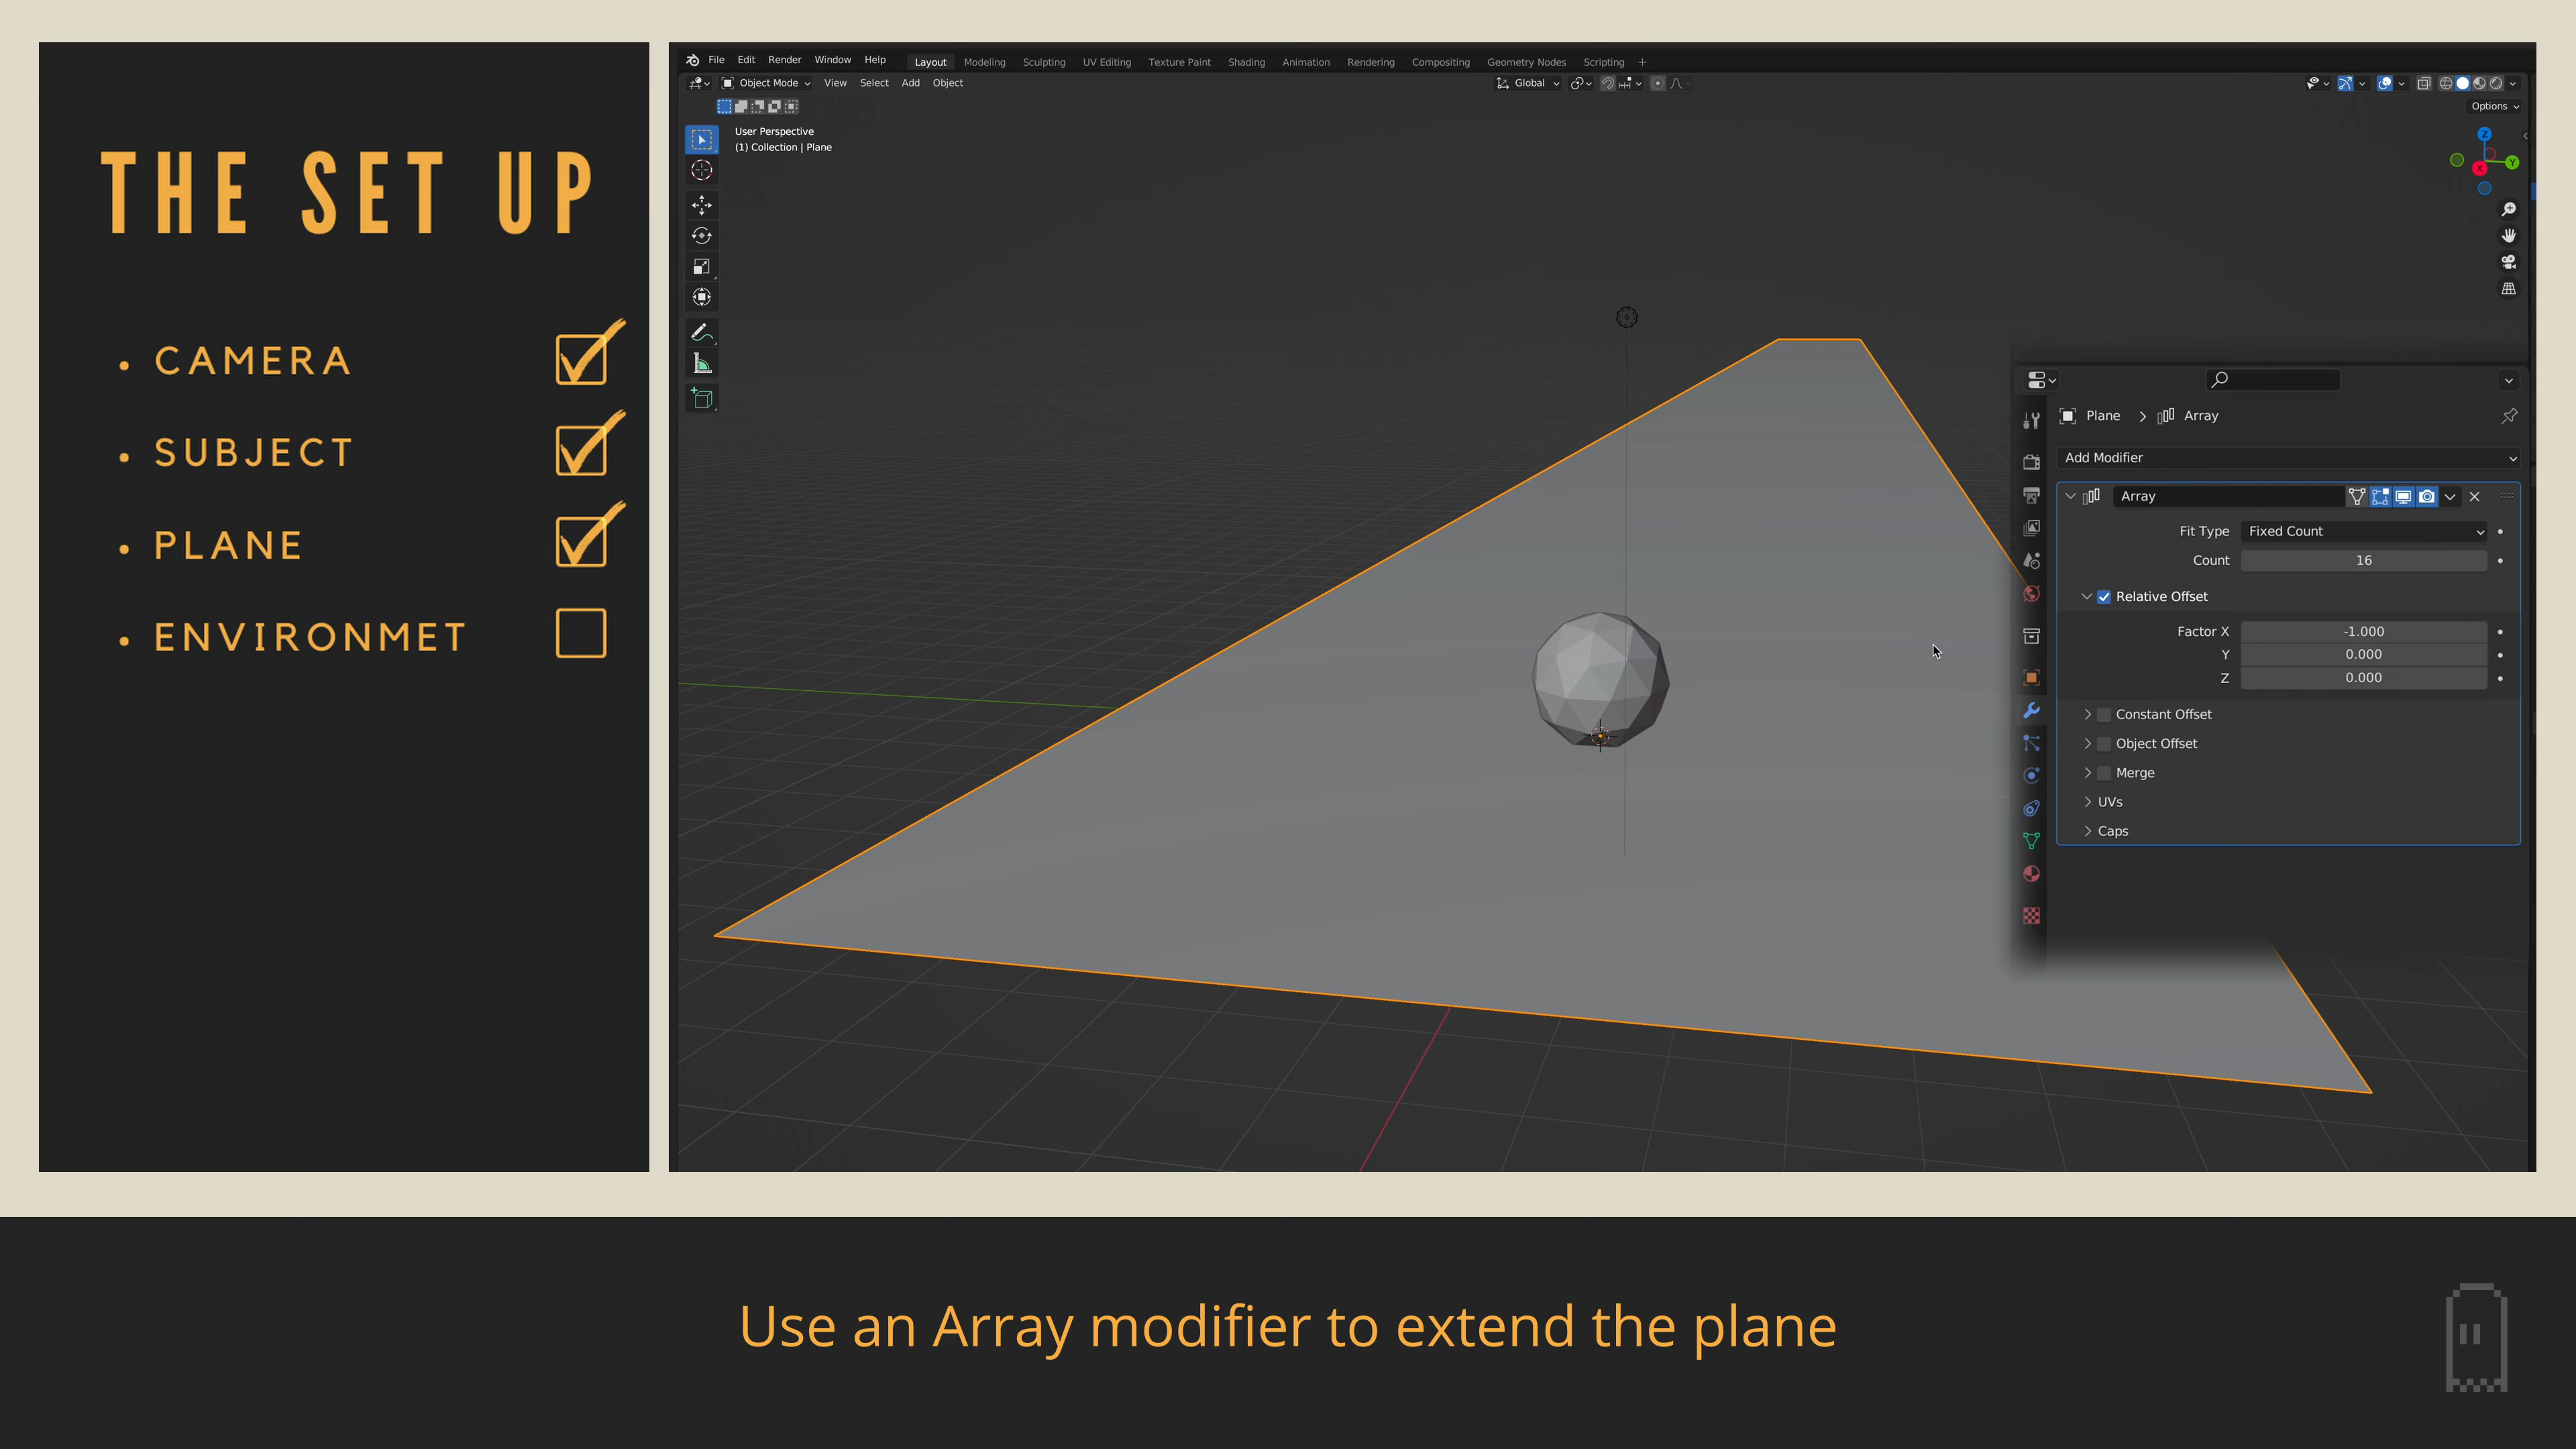 THE SET UP
• CAMERA
• SUBJECT
• PLANE
• ENVIRONMET
File Edit Render Window Help Layout Modeling Sculpting UV Editing Texture Paint Shading Animation Rendering Compositing Geometry Nodes Scripting +
Object Mode View Select Add Object Global
Options
User Perspective
(1) Collection | Plane
Z
Y
X
Plane > Array
Add Modifier
Array
Fit Type Fixed Count
Count 16
Relative Offset
Factor X -1.000
Y 0.000
Z 0.000
Constant Offset
Object Offset
Merge
UVs
Caps
Use an Array modifier to extend the plane